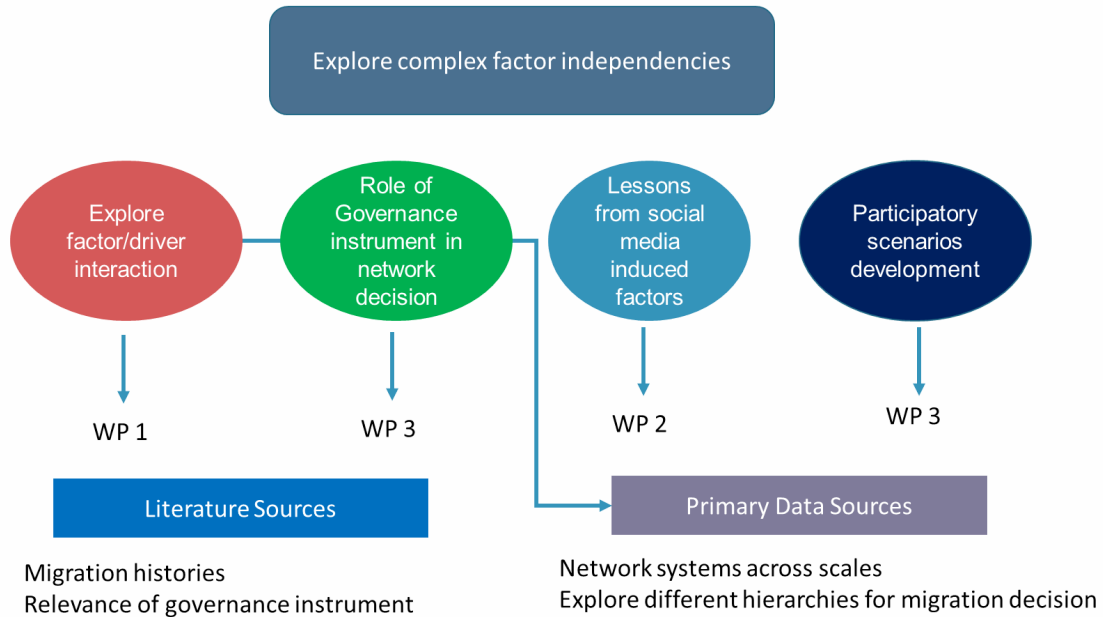 Explore complex factor independencies
Explore
factor/driver
interaction
Role of
Governance
instrument in
network
decision
Lessons
from social
media
induced
factors
Participatory
scenarios
development
WP 1
WP 3
WP 2
WP 3
Literature Sources
Primary Data Sources
Migration histories
Relevance of governance instrument
Network systems across scales
Explore different hierarchies for migration decision